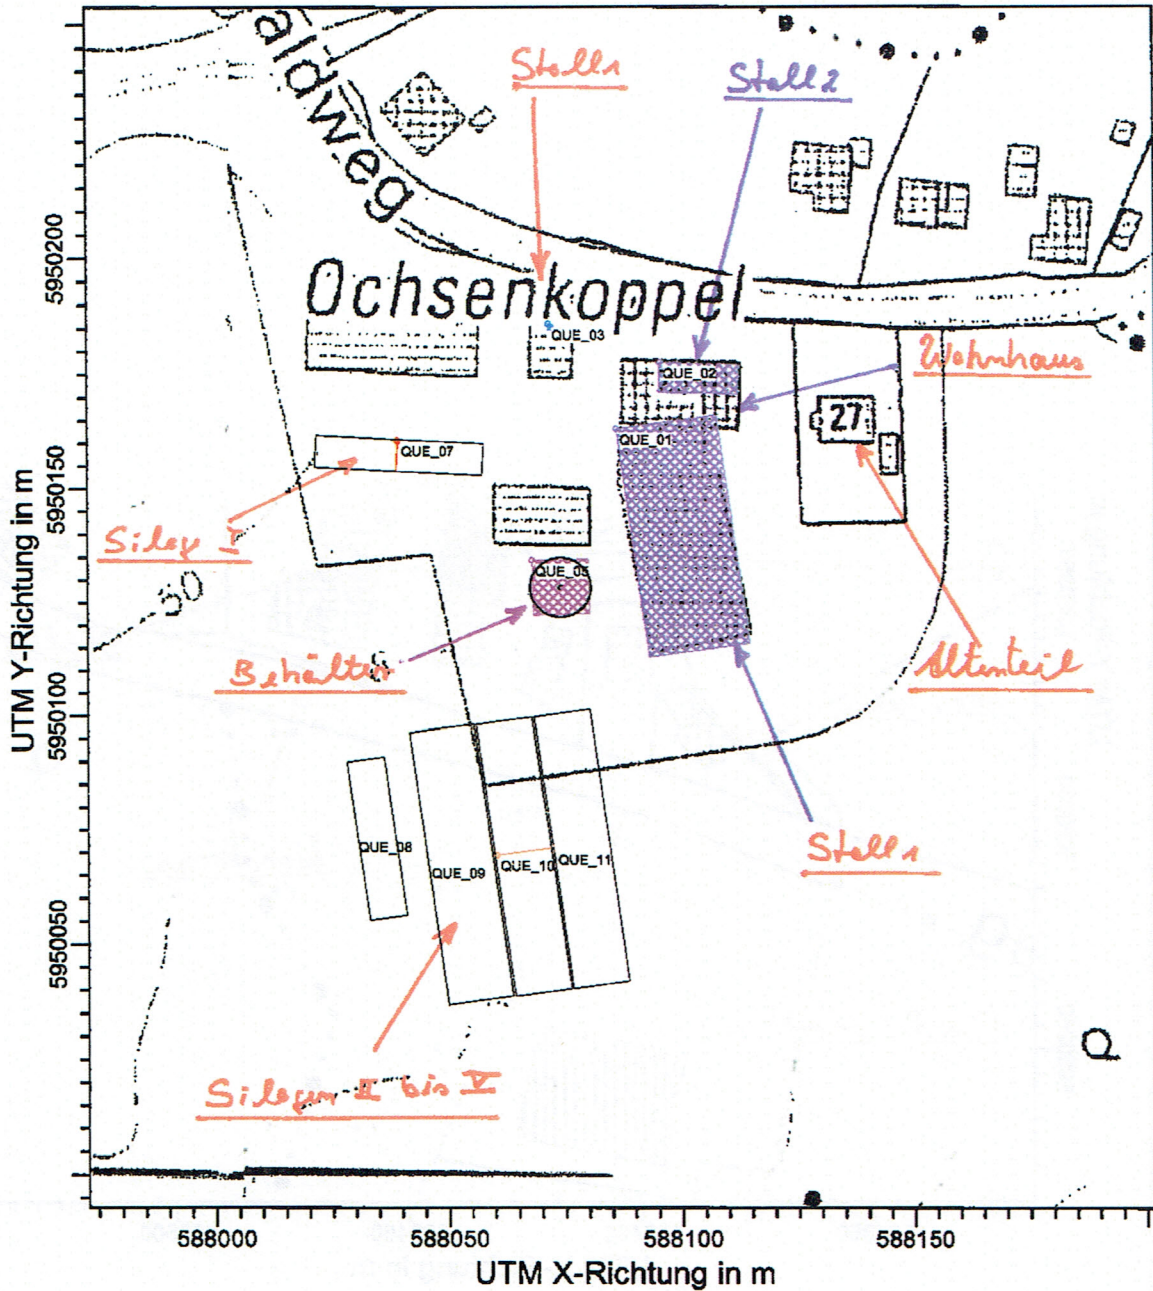 aldweg
Stall 1
Stall 2
Ochsenkoppel
QUE_03
QUE_02
Wohnhaus
27
QUE_01
QUE_07
Silage I
50
QUE_05
Behälter
Altenteil
QUE_08
QUE_09
QUE_10
QUE_11
Stall 1
Silagen II bis V
UTM Y-Richtung in m
5950200
5950150
5950100
5950050
588000
588050
588100
588150
UTM X-Richtung in m